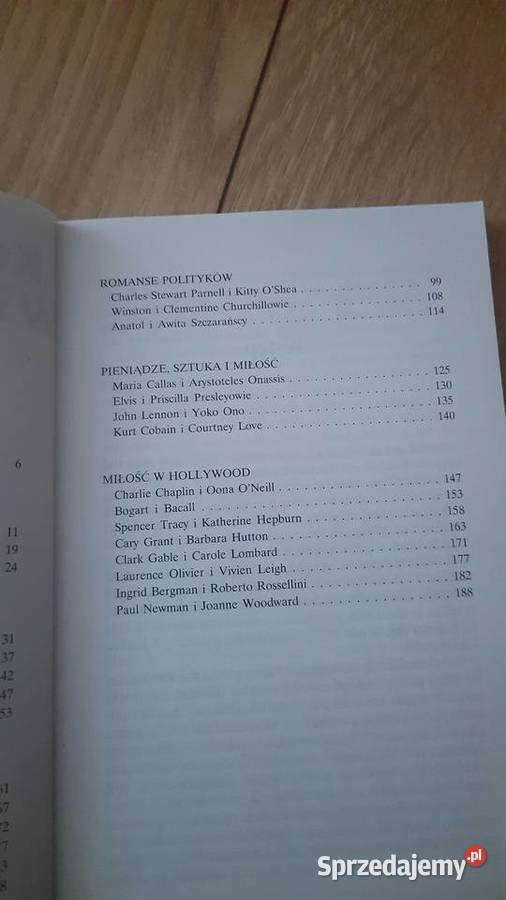 6
11
19
24
31
37
42
47
53
ROMANSE POLITYKÓW
Charles Stewart Parnell i Kitty O'Shea . . . . . . . . . . . . . . . . 99
Winston i Clementine Churchillowie . . . . . . . . . . . . . . . . . 108
Anatol i Awita Szczarańscy . . . . . . . . . . . . . . . . . . . . . . 114
PIENIĄDZE, SZTUKA I MIŁOŚĆ
Maria Callas i Arystoteles Onassis . . . . . . . . . . . . . . . . . . 125
Elvis i Priscilla Presleyowie . . . . . . . . . . . . . . . . . . . . . . 130
John Lennon i Yoko Ono . . . . . . . . . . . . . . . . . . . . . . . 135
Kurt Cobain i Courtney Love . . . . . . . . . . . . . . . . . . . . . 140
MIŁOŚĆ W HOLLYWOOD
Charlie Chaplin i Oona O'Neill . . . . . . . . . . . . . . . . . . . . 147
Bogart i Bacall . . . . . . . . . . . . . . . . . . . . . . . . . . . . . 153
Spencer Tracy i Katherine Hepburn . . . . . . . . . . . . . . . . . 158
Cary Grant i Barbara Hutton . . . . . . . . . . . . . . . . . . . . . 163
Clark Gable i Carole Lombard . . . . . . . . . . . . . . . . . . . . 171
Laurence Olivier i Vivien Leigh . . . . . . . . . . . . . . . . . . . 177
Ingrid Bergman i Roberto Rossellini . . . . . . . . . . . . . . . . . 182
Paul Newman i Joanne Woodward . . . . . . . . . . . . . . . . . . 188
Sprzedajemy.pl